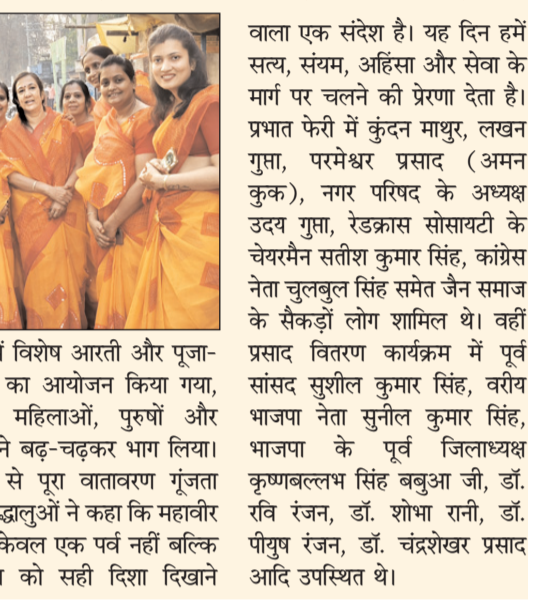 में विशेष आरती और पूजा-
का आयोजन किया गया,
महिलाओं, पुरुषों और
ने बढ़-चढ़कर भाग लिया।
से पूरा वातावरण गूंजता
द्धालुओं ने कहा कि महावीर
केवल एक पर्व नहीं बल्कि
को सही दिशा दिखाने
वाला एक संदेश है। यह दिन हमें
सत्य, संयम, अहिंसा और सेवा के
मार्ग पर चलने की प्रेरणा देता है।
प्रभात फेरी में कुंदन माथुर, लखन
गुप्ता, परमेश्वर प्रसाद (अमन
कुक), नगर परिषद के अध्यक्ष
उदय गुप्ता, रेडक्रास सोसायटी के
चेयरमैन सतीश कुमार सिंह, कांग्रेस
नेता चुलबुल सिंह समेत जैन समाज
के सैकड़ों लोग शामिल थे। वहीं
प्रसाद वितरण कार्यक्रम में पूर्व
सांसद सुशील कुमार सिंह, वरीय
भाजपा नेता सुनील कुमार सिंह,
भाजपा के पूर्व जिलाध्यक्ष
कृष्णबल्लभ सिंह बबुआ जी, डॉ.
रवि रंजन, डॉ. शोभा रानी, डॉ.
पीयुष रंजन, डॉ. चंद्रशेखर प्रसाद
आदि उपस्थित थे।